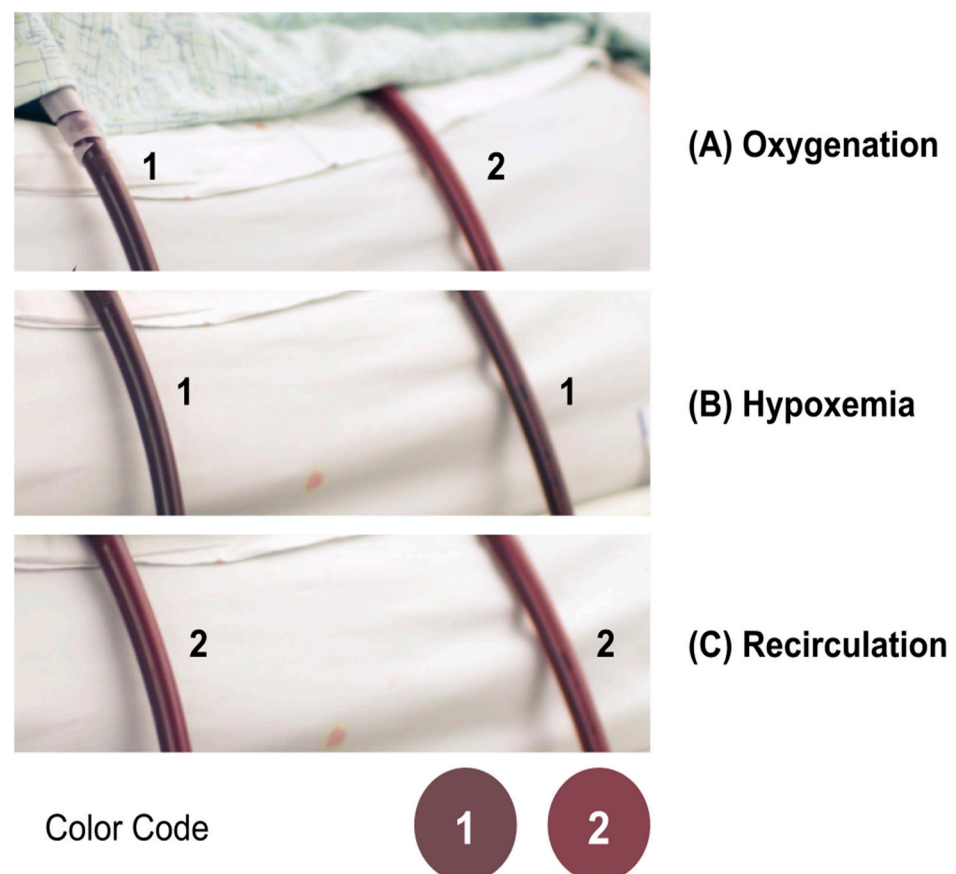 1
2
(A) Oxygenation
1
1
(B) Hypoxemia
2
2
(C) Recirculation
Color Code
1
2